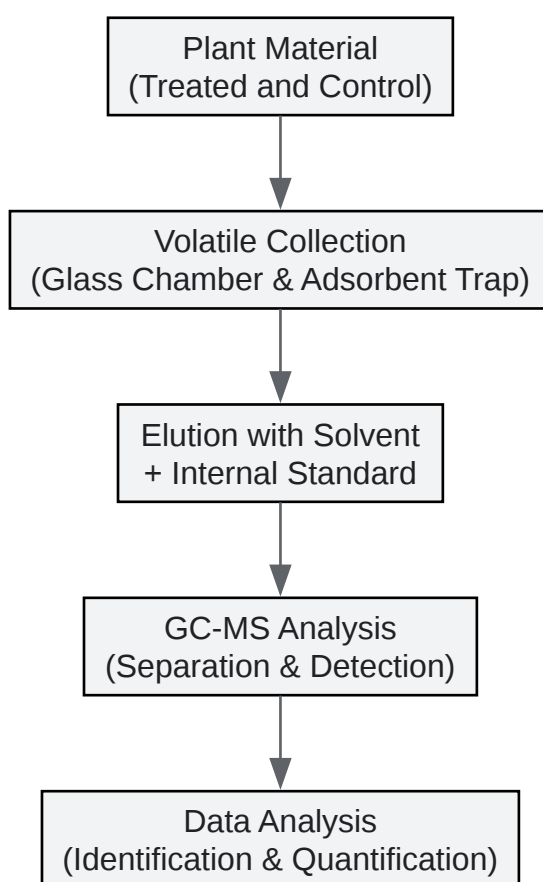 Plant Material
(Treated and Control)
Volatile Collection
(Glass Chamber & Adsorbent Trap)
Elution with Solvent
+ Internal Standard
GC-MS Analysis
(Separation & Detection)
Data Analysis
(Identification & Quantification)